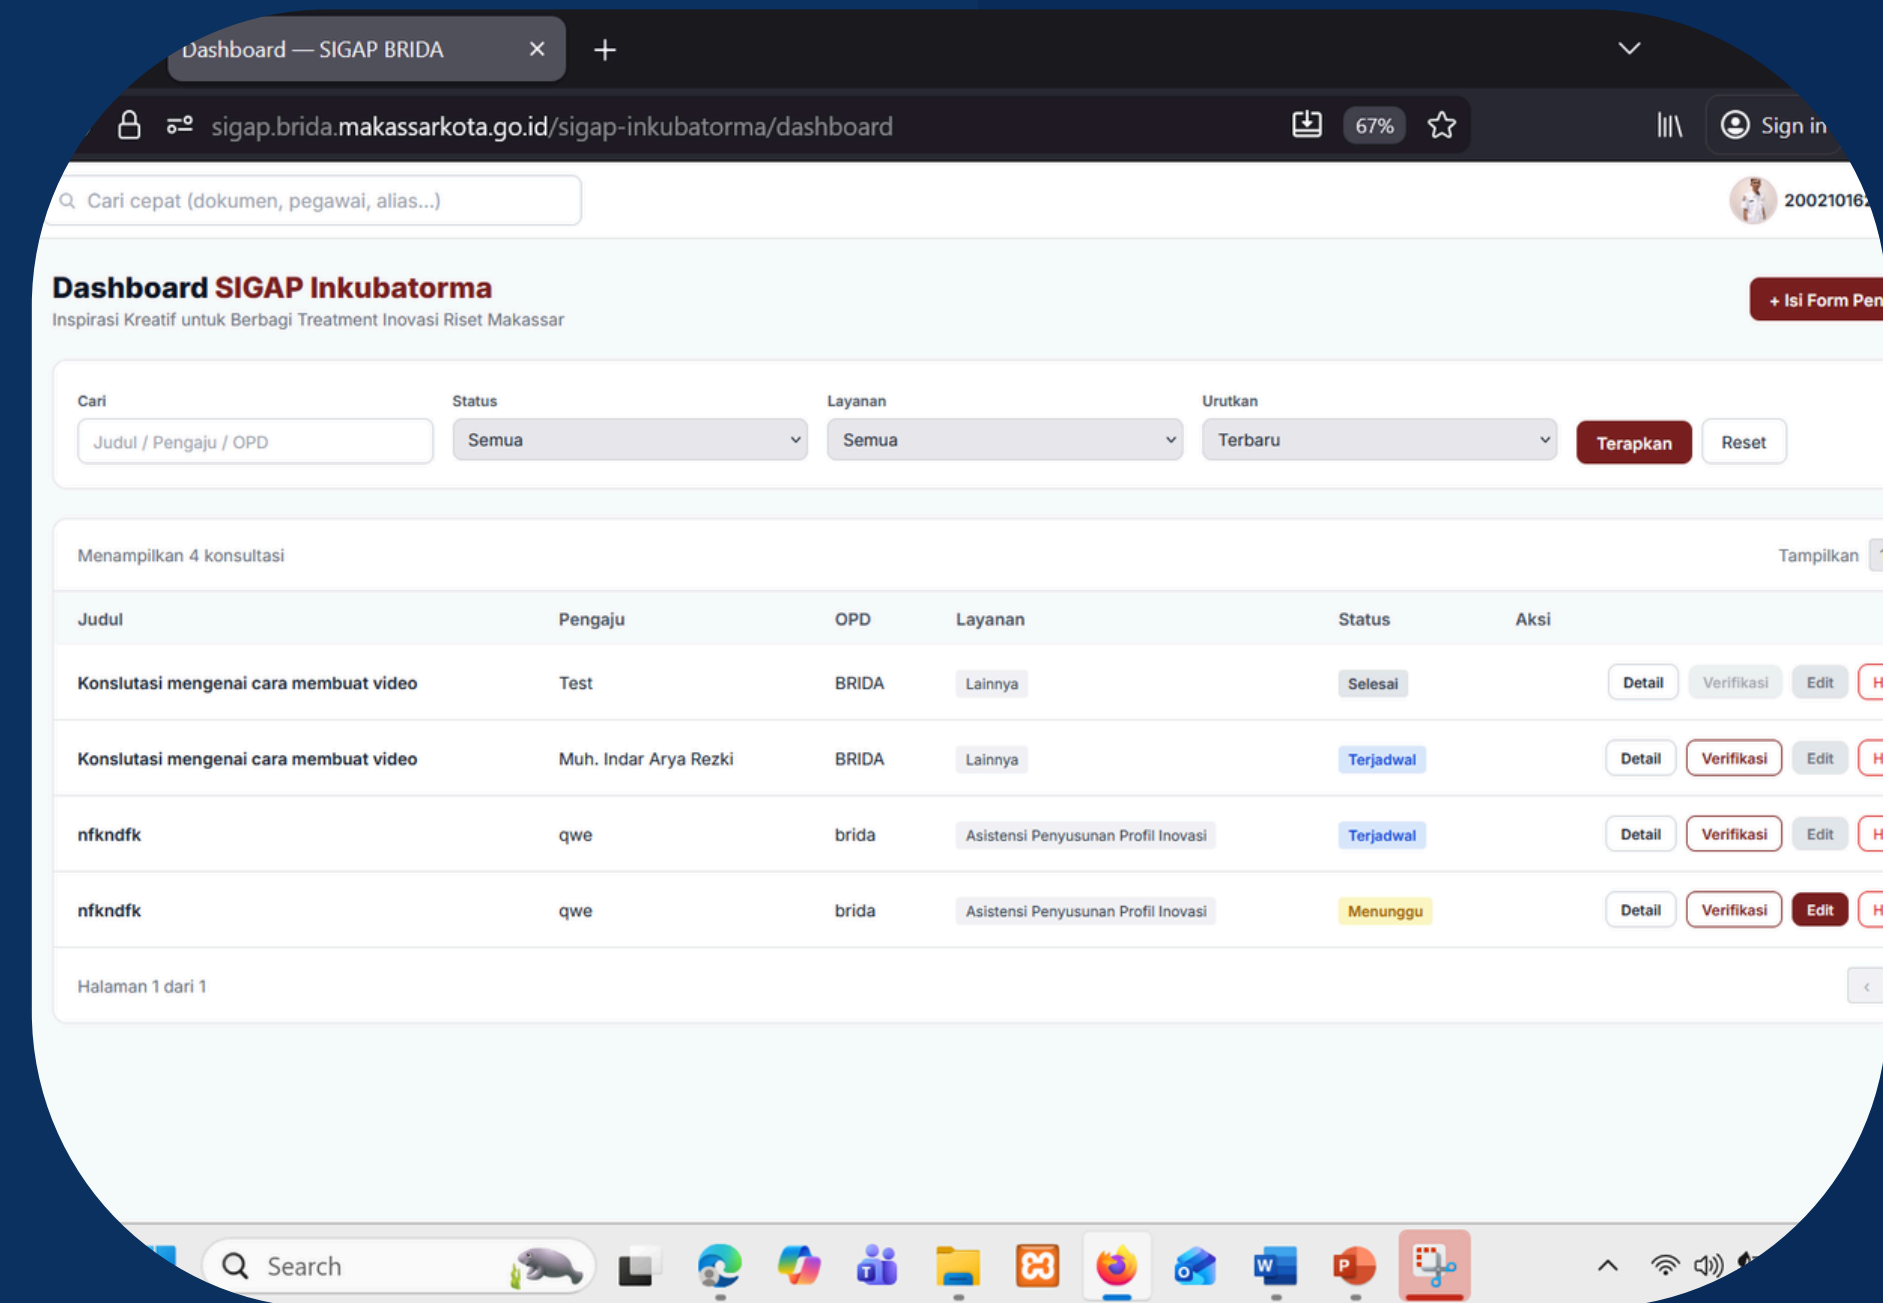 Dashboard — SIGAP BRIDA
sigap.brida.makassarkota.go.id/sigap-inkubatorma/dashboard
67%
Sign in
Cari cepat (dokumen, pegawai, alias...)
Dashboard SIGAP Inkubatorma
Inspirasi Kreatif untuk Berbagi Treatment Inovasi Riset Makassar
+ Isi Form
Cari Status Layanan Urutkan
Judul / Pengaju / OPD Semua Semua Terbaru Terapkan Reset
Menampilkan 4 konsultasi Tampilkan
Judul Pengaju OPD Layanan Status Aksi
Konslutasi mengenai cara membuat video Test BRIDA Lainnya Selesai Detail Verifikasi Edit
Konslutasi mengenai cara membuat video Muh. Indar Arya Rezki BRIDA Lainnya Terjadwal Detail Verifikasi Edit
nfkndfk qwe brida Asistensi Penyusunan Profil Inovasi Terjadwal Detail Verifikasi Edit
nfkndfk qwe brida Asistensi Penyusunan Profil Inovasi Menunggu Detail Verifikasi Edit
Halaman 1 dari 1
Search